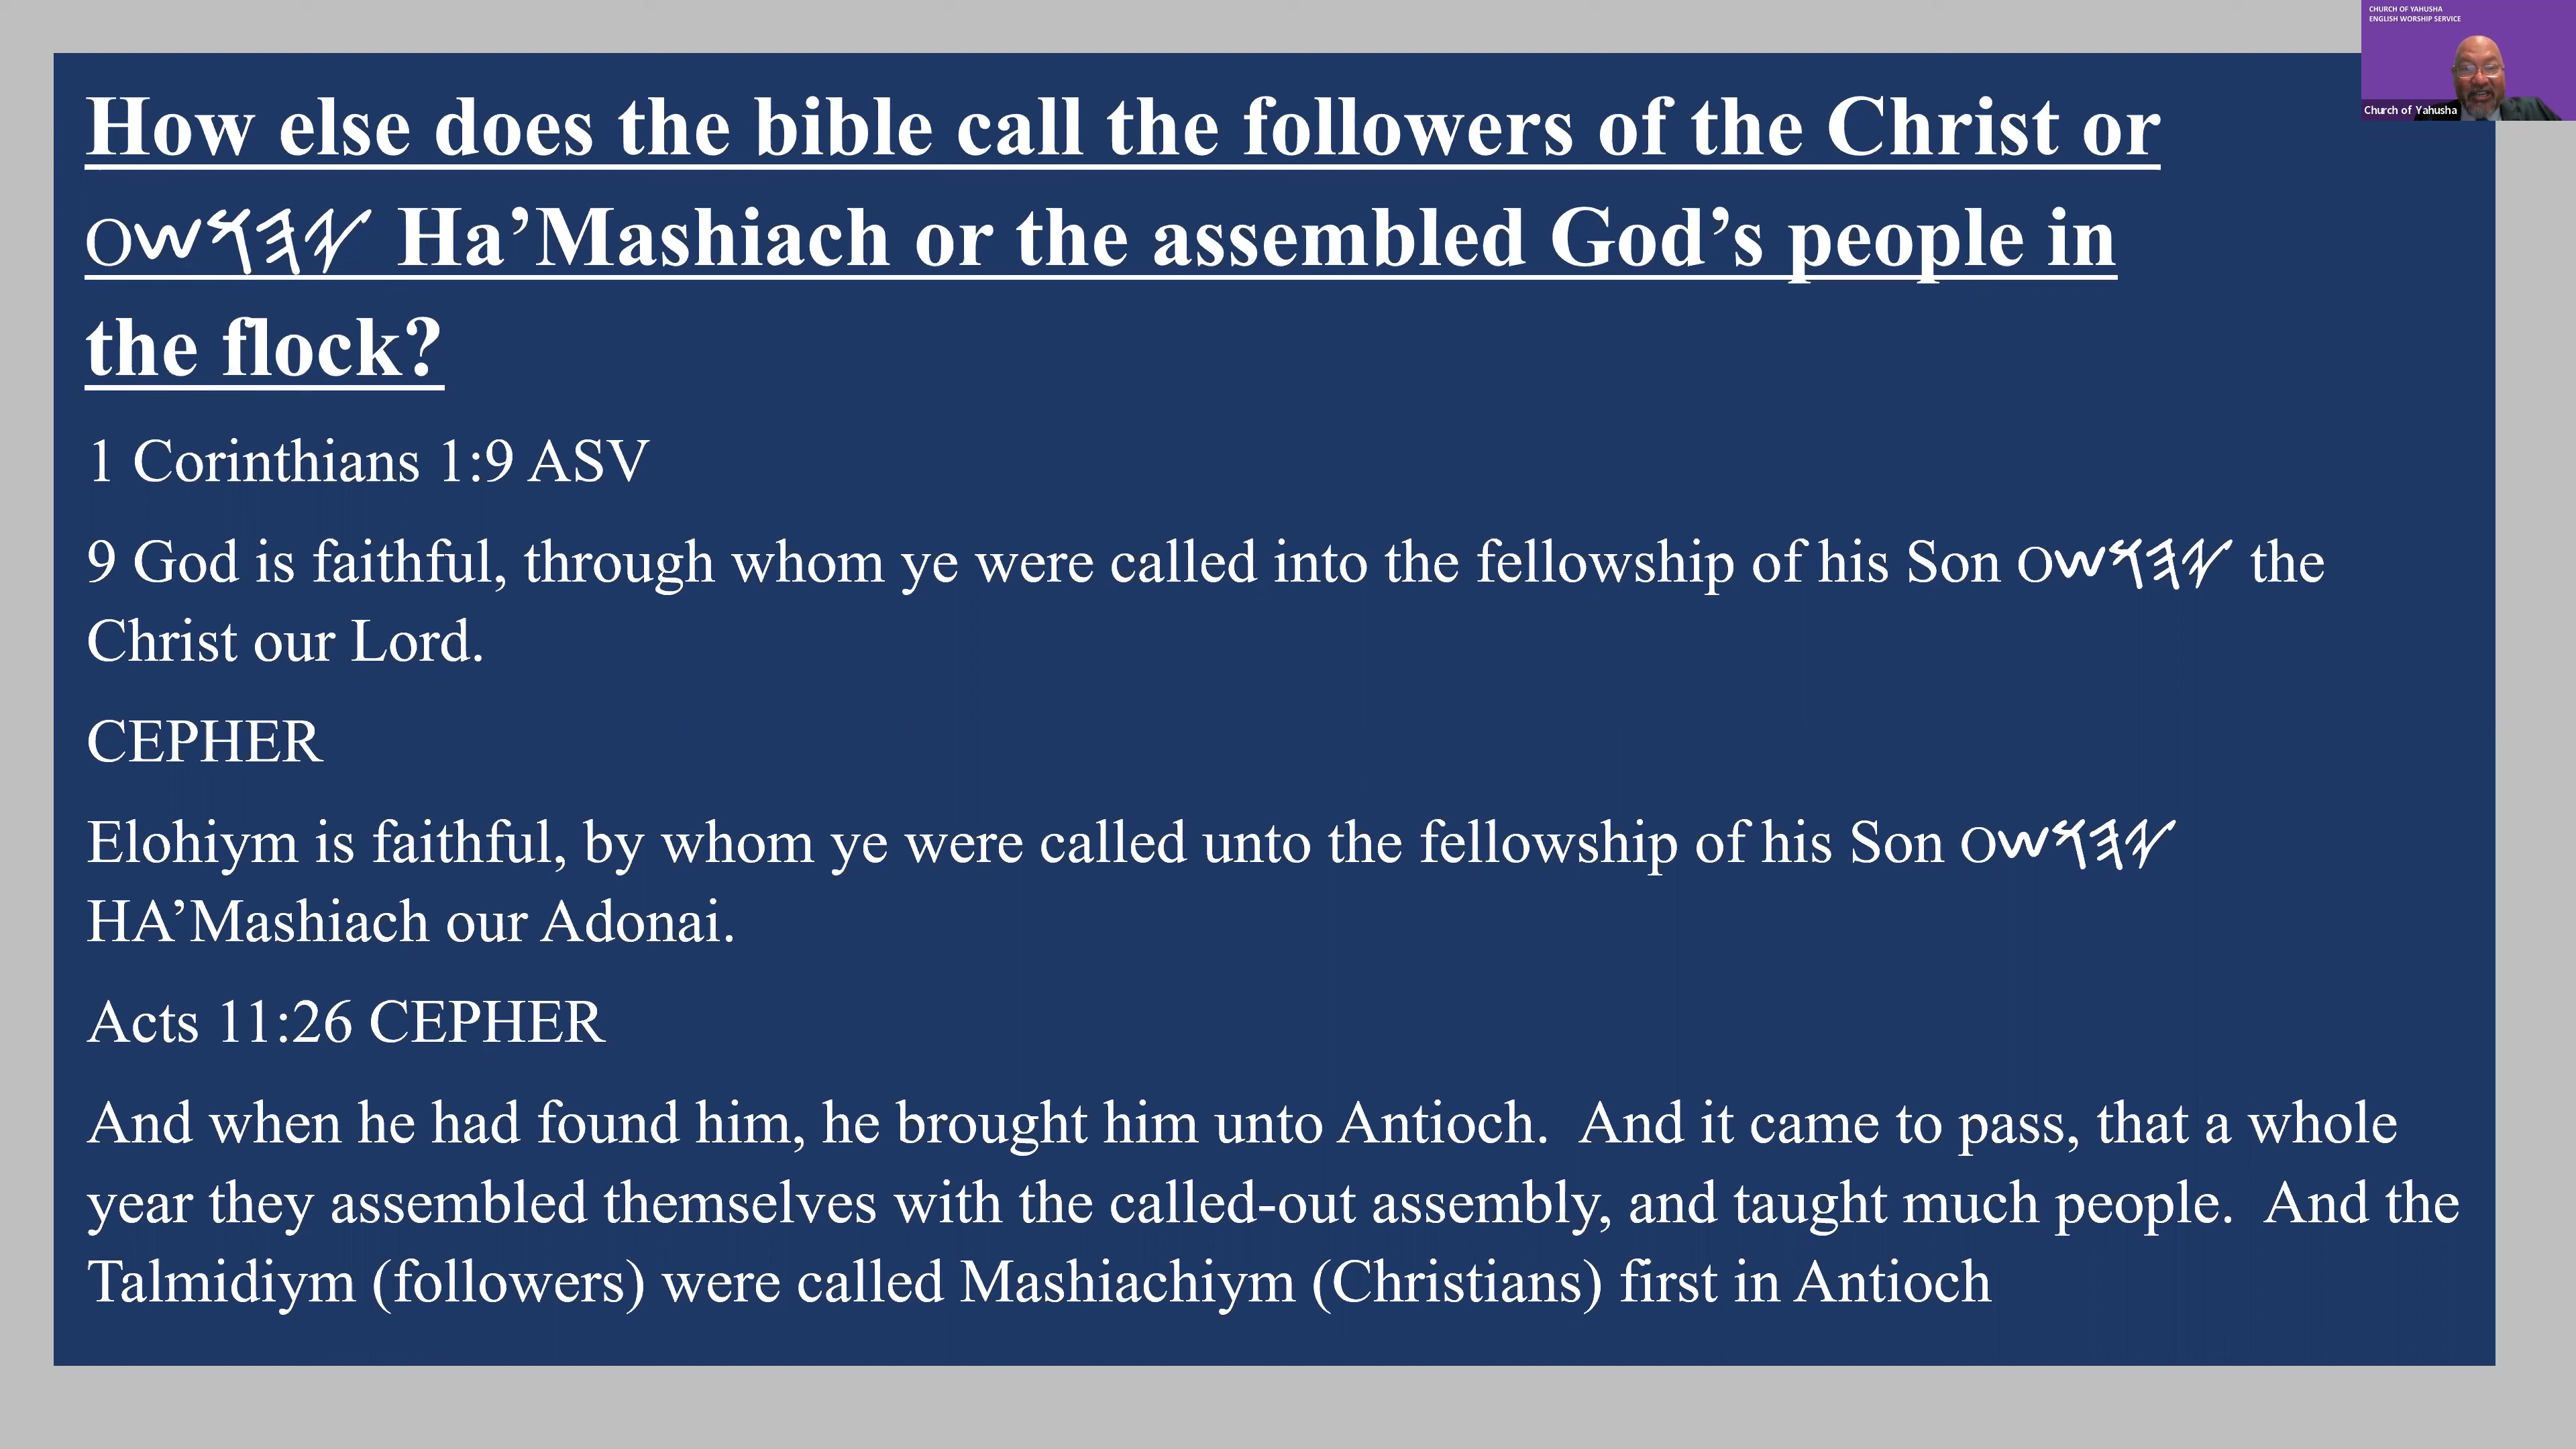 CHURCH OF YAHUSHA
ENGLISH WORSHIP SERVICE
Church of Yahusha
How else does the bible call the followers of the Christ or
𐤉𐤄𐤅𐤔𐤏 Ha’Mashiach or the assembled God’s people in
the flock?
1 Corinthians 1:9 ASV
9 God is faithful, through whom ye were called into the fellowship of his Son 𐤉𐤄𐤅𐤔𐤏 the
Christ our Lord.
CEPHER
Elohiym is faithful, by whom ye were called unto the fellowship of his Son 𐤉𐤄𐤅𐤔𐤏
HA’Mashiach our Adonai.
Acts 11:26 CEPHER
And when he had found him, he brought him unto Antioch.  And it came to pass, that a whole
year they assembled themselves with the called-out assembly, and taught much people.  And the
Talmidiym (followers) were called Mashiachiym (Christians) first in Antioch